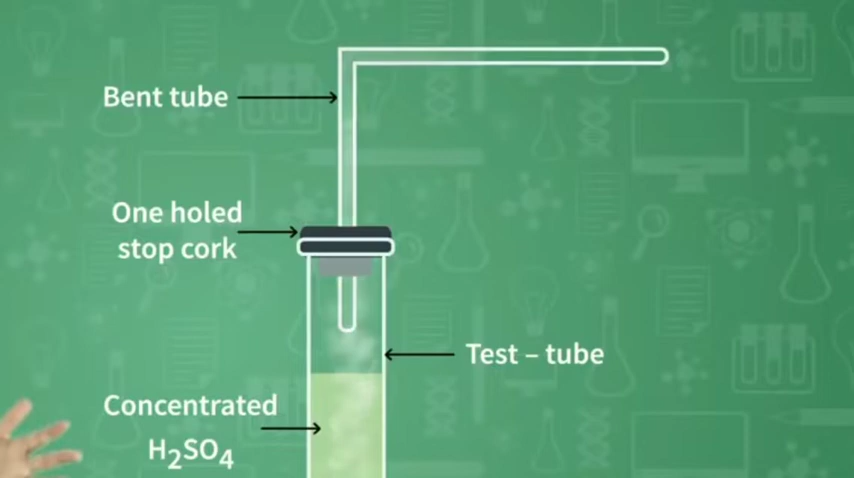 Bent tube
One holed
stop cork
Test – tube
Concentrated
H₂SO₄